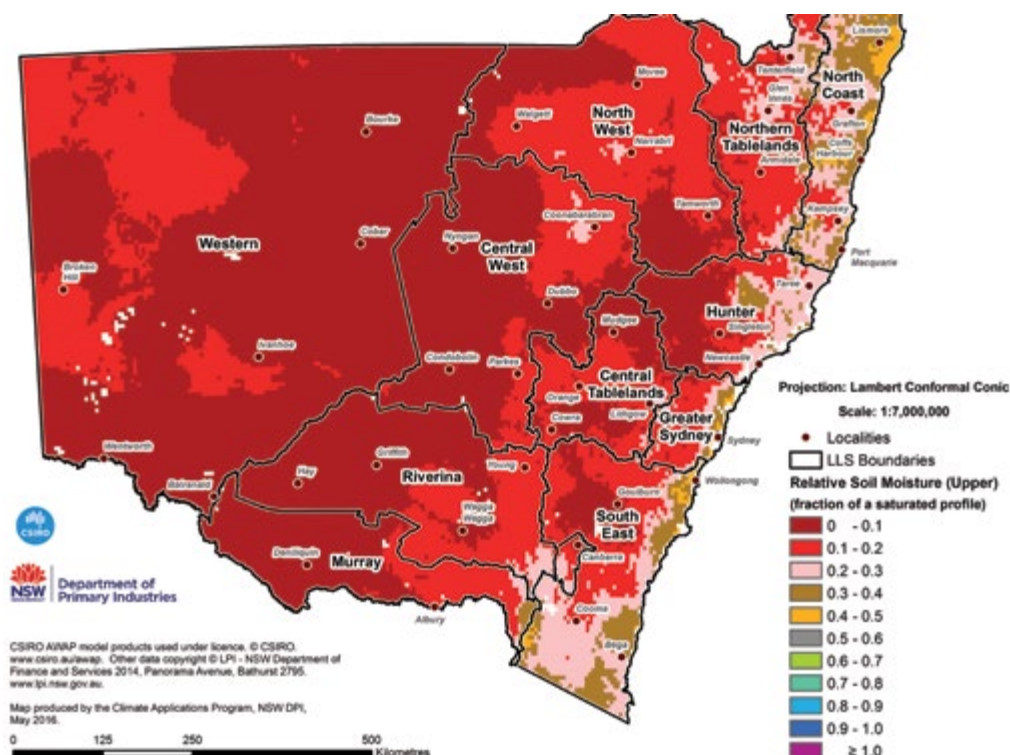 Lismore
Tenterfield
Moree
Glen
Innes
North
Coast
Bourke
Walgett
North
West
Grafton
Narrabri
Northern
Tablelands
Coffs
Harbour
Armidale
Coonabarabran
Tamworth
Kempsey
Western
Cobar
Nyngan
Central
West
Port
Macquarie
Broken
Hill
Taree
Dubbo
Mudgee
Hunter
Singleton
Ivanhoe
Condobolin
Parkes
Newcastle
Central
Tablelands
Orange
Cowra
Lithgow
Greater
Sydney
Sydney
Wentworth
Griffith
Riverina
Young
Hay
Balranald
Wollongong
Goulburn
Wagga
Wagga
South
East
Deniliquin
Murray
Canberra
Albury
Cooma
Bega
Projection: Lambert Conformal Conic
Scale: 1:7,000,000
Localities
LLS Boundaries
Relative Soil Moisture (Upper)
(fraction of a saturated profile)
0 - 0.1
0.1 - 0.2
0.2 - 0.3
0.3 - 0.4
0.4 - 0.5
0.5 - 0.6
0.6 - 0.7
0.7 - 0.8
0.8 - 0.9
0.9 - 1.0
≥ 1.0
CSIRO
NSW
Department of
Primary Industries
CSIRO AWAP model products used under licence. © CSIRO.
www.csiro.au/awap. Other data copyright © LPI - NSW Department of
Finance and Services 2014, Panorama Avenue, Bathurst 2795.
www.lpi.nsw.gov.au.
Map produced by the Climate Applications Program, NSW DPI,
May 2016.
0 125 250 500
Kilometres